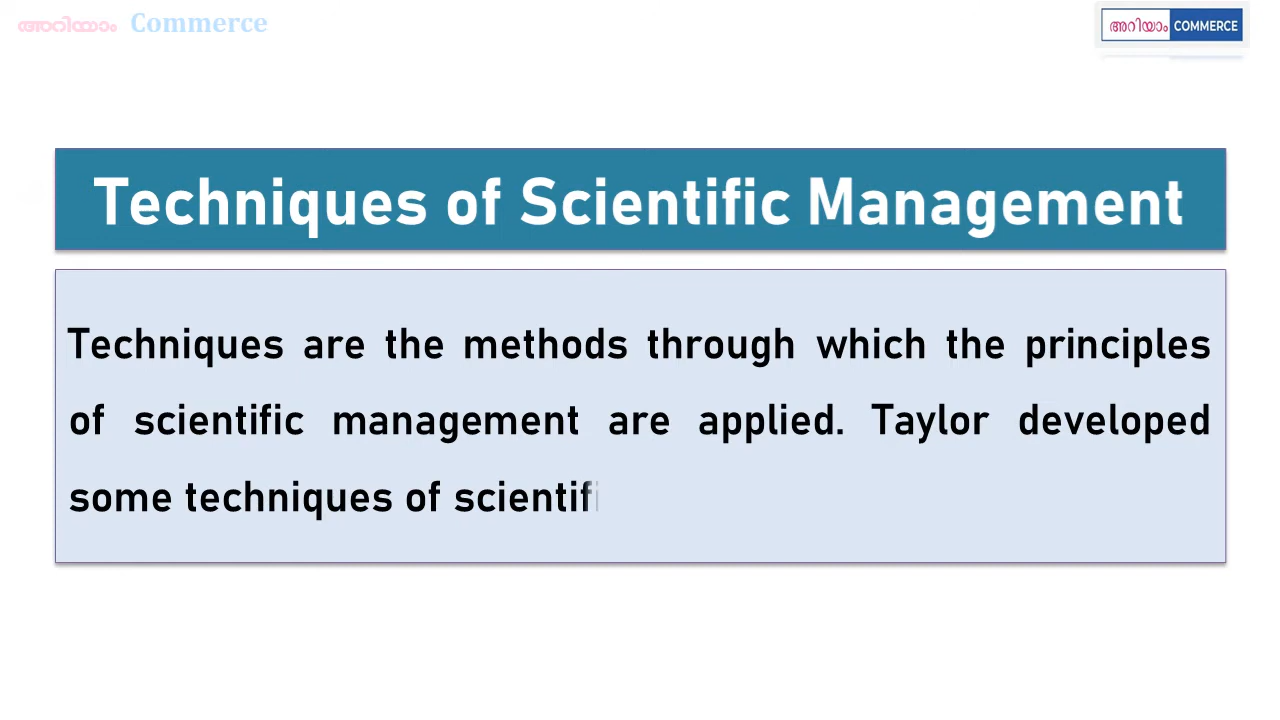 അറിയാം Commerce
അറിയാം COMMERCE
Techniques of Scientific Management
Techniques are the methods through which the principles
of scientific management are applied. Taylor developed
some techniques of scientifi